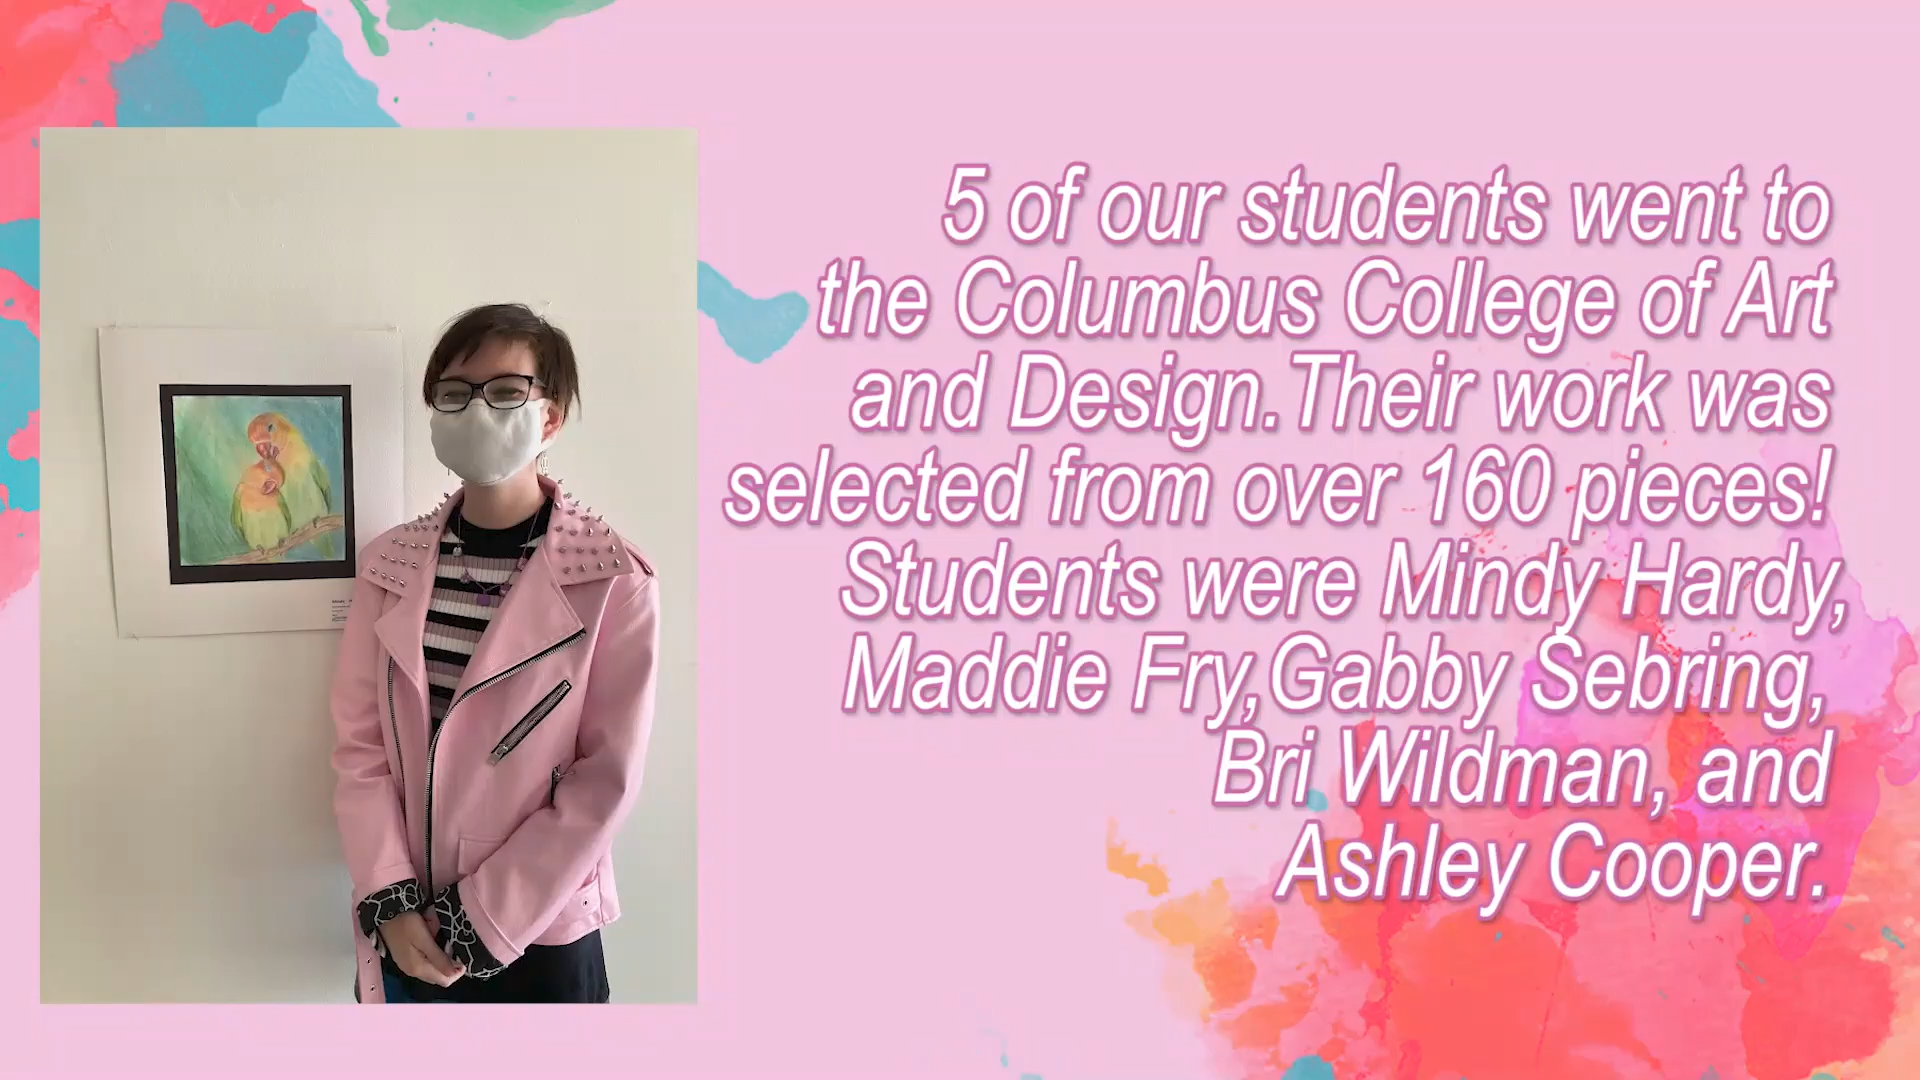 5 of our students went to
the Columbus College of Art
and Design.Their work was
selected from over 160 pieces!
Students were Mindy Hardy,
Maddie Fry,Gabby Sebring,
Bri Wildman, and
Ashley Cooper.